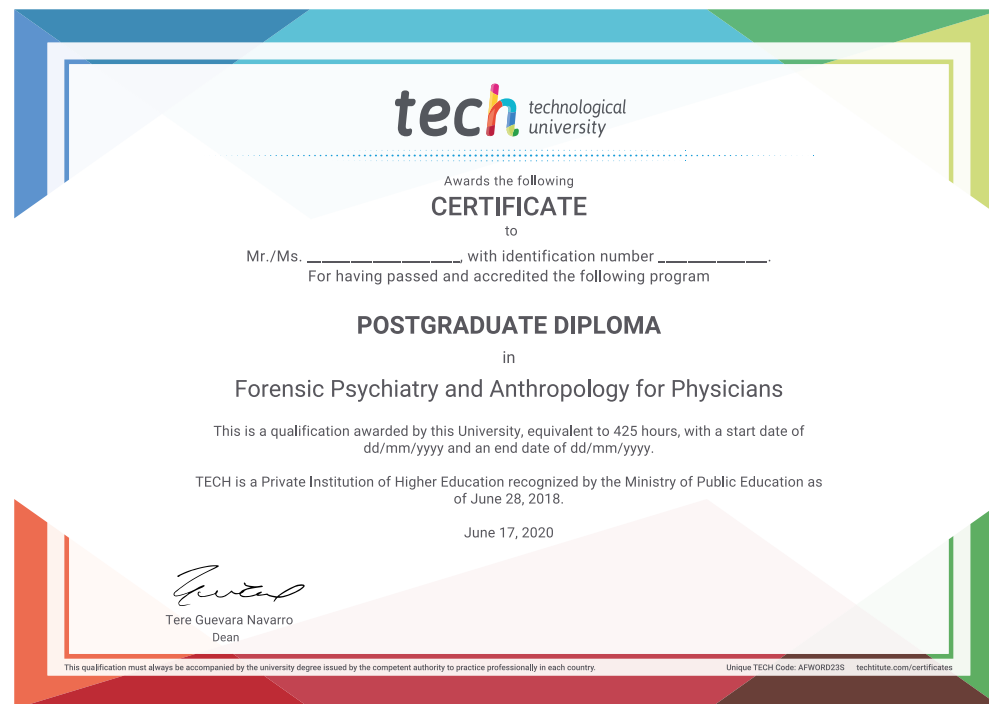 tech technological
university
Awards the following
CERTIFICATE
to
Mr./Ms. ____________________, with identification number ______________.
For having passed and accredited the following program
POSTGRADUATE DIPLOMA
in
Forensic Psychiatry and Anthropology for Physicians
This is a qualification awarded by this University, equivalent to 425 hours, with a start date of
dd/mm/yyyy and an end date of dd/mm/yyyy.
TECH is a Private Institution of Higher Education recognized by the Ministry of Public Education as
of June 28, 2018.
June 17, 2020
Tere Guevara Navarro
Dean
This qualification must always be accompanied by the university degree issued by the competent authority to practice professionally in each country.
Unique TECH Code: AFWORD23S techtitute.com/certificates